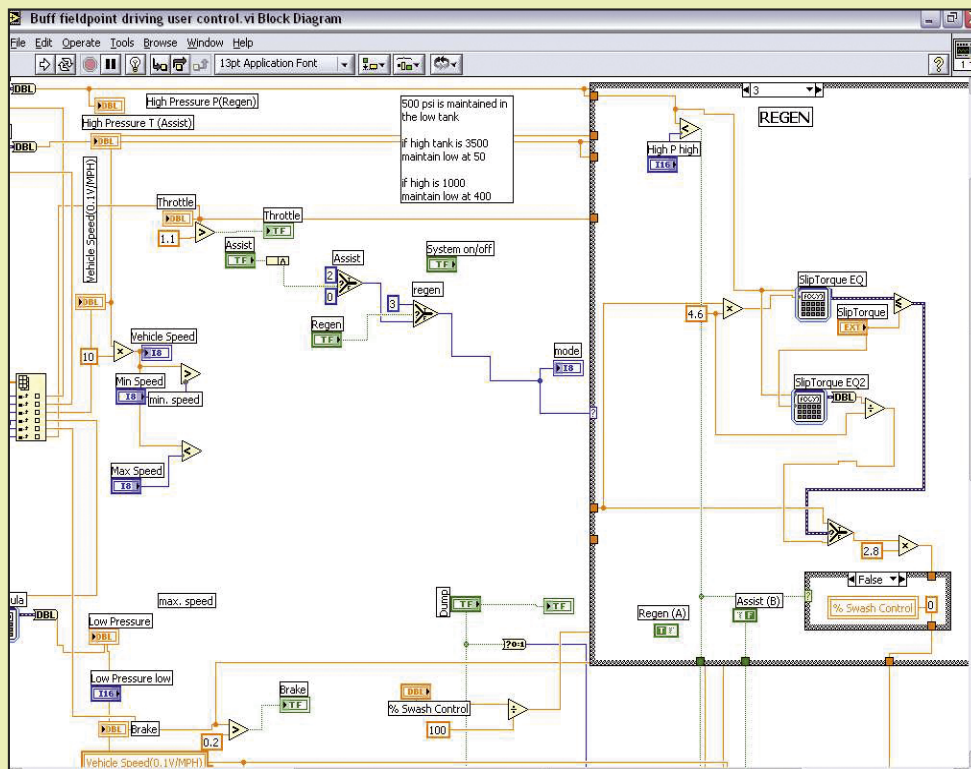 Buff fieldpoint driving user control.vi Block Diagram
File Edit Operate Tools Browse Window Help
13pt Application Font
?
DBL
High Pressure P(Regen)
DBL
High Pressure T (Assist)
DBL
DBL
500 psi is maintained in
the low tank
if high tank is 3500
maintain low at 50
if high is 1000
maintain low at 400
3
REGEN
High P high
I16
Vehicle Speed(0.1V/MPH)
Throttle
DBL
1.1
Throttle
TF
Assist
TF
Assist
2
0
System on/off
TF
regen
3
Regen
TF
DBL
10
Vehicle Speed
I8
Min Speed
I8
min. speed
Max Speed
I8
mode
I8
?
4.6
SlipTorque EQ
SlipTorque
EXT
SlipTorque EQ2
DBL
2.8
False
% Swash Control
0
?
Regen (A)
TF
Assist (B)
TF
ula
DBL
max. speed
Low Pressure
DBL
Low Pressure low
I16
DBL
Brake
0.2
Brake
TF
Dump
TF
TF
?0:1
DBL
% Swash Control
100
Vehicle Speed(0.1V/MPH)